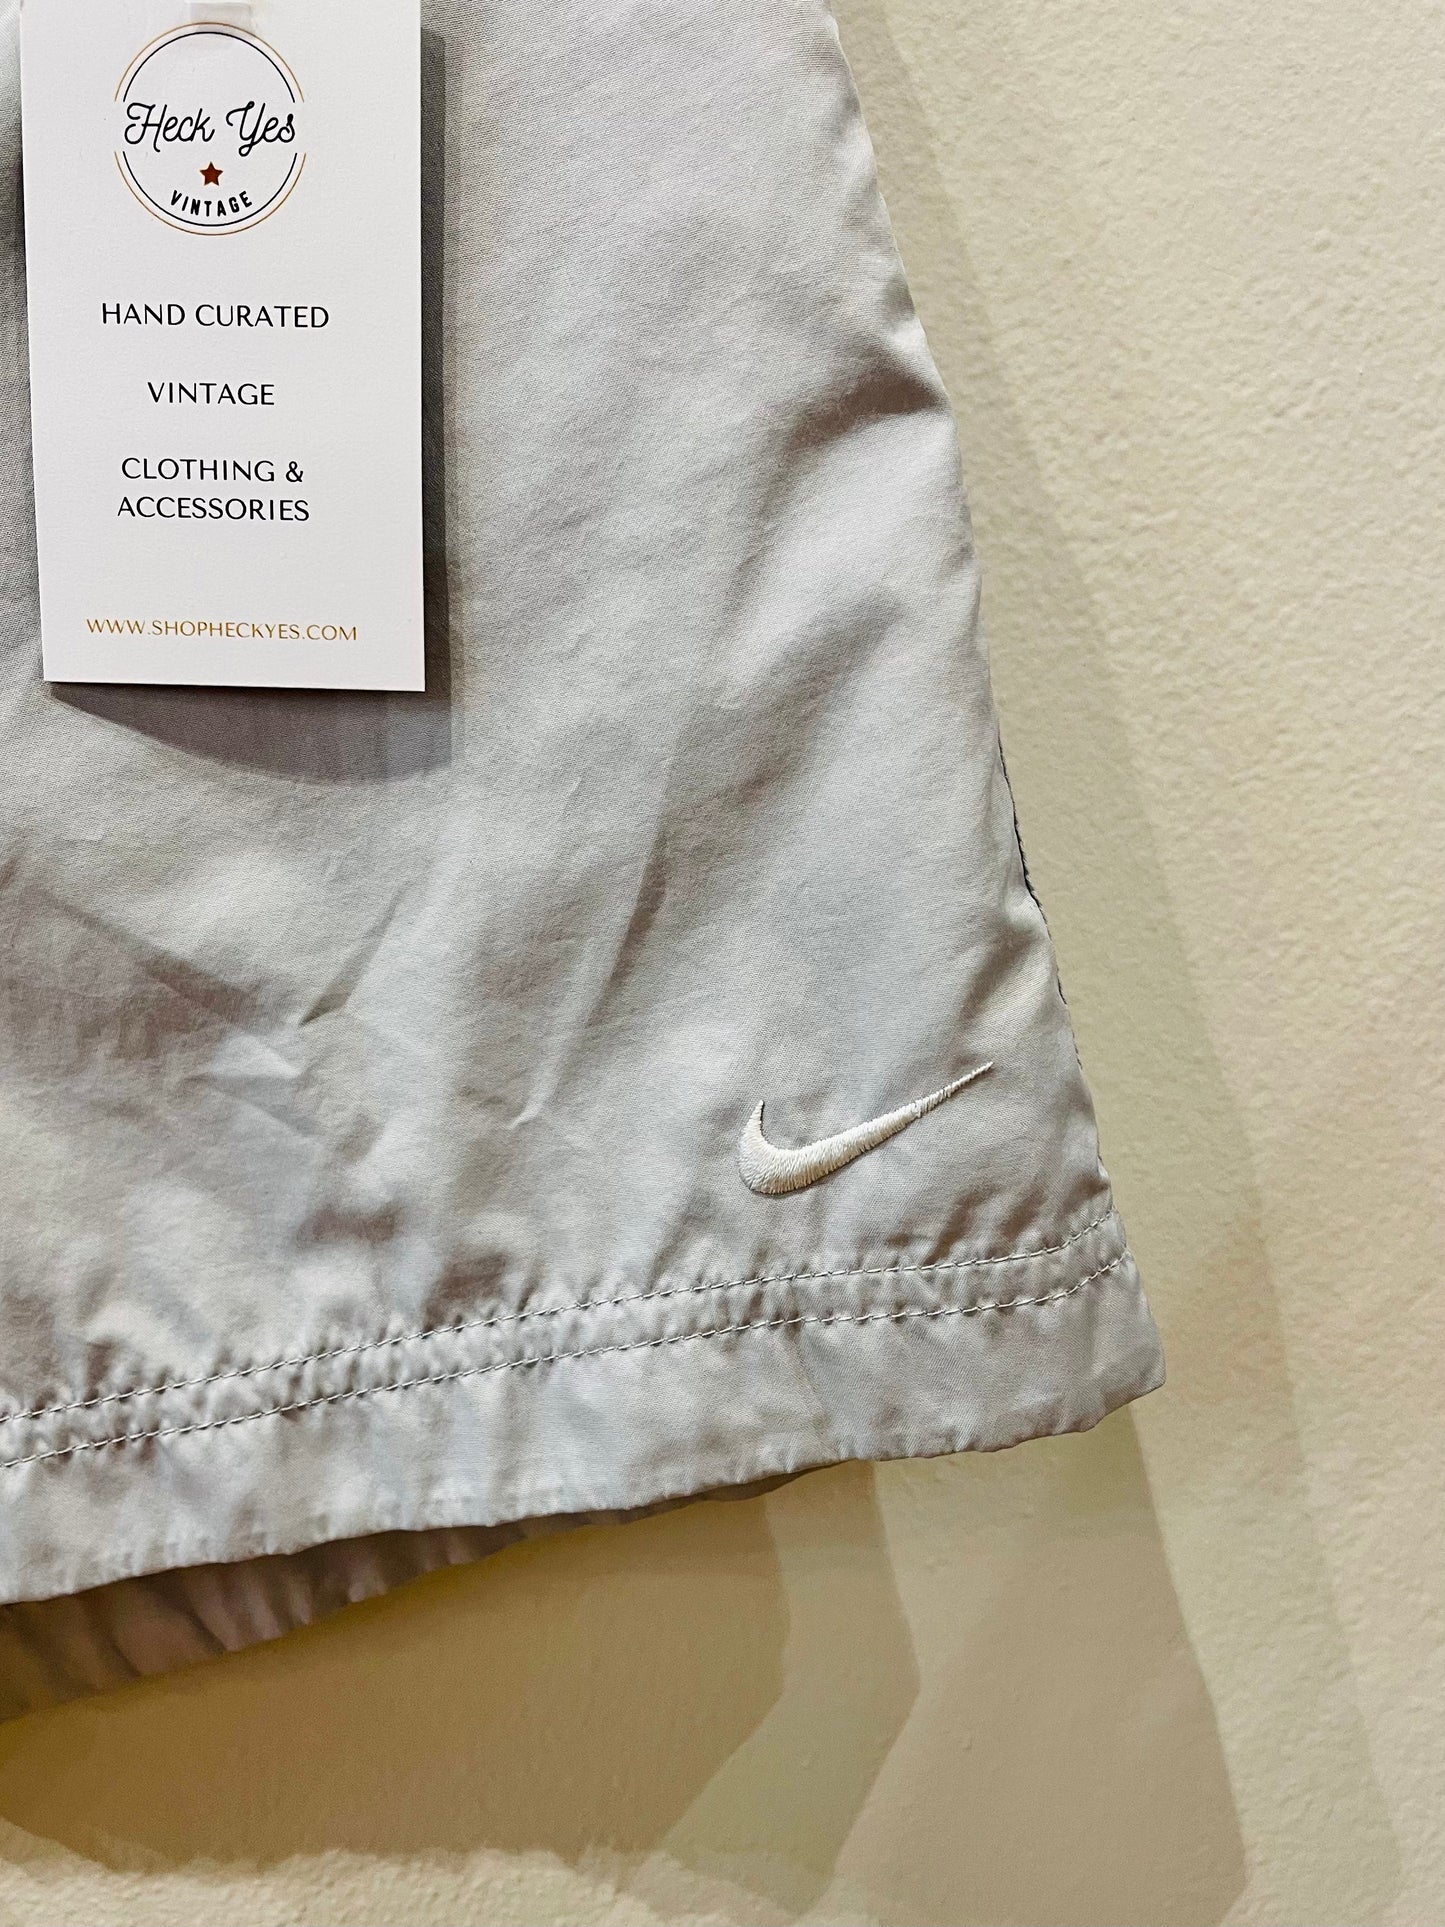 Heck Yes
VINTAGE
HAND CURATED
VINTAGE
CLOTHING &
ACCESSORIES
WWW.SHOPHECKYES.COM